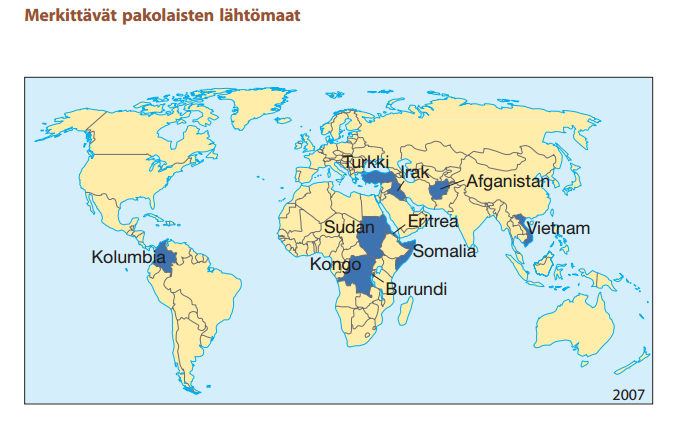 Merkittävät pakolaisten lähtömaat
Turkki
Irak
Afganistan
Sudan
Eritrea
Vietnam
Kolumbia
Somalia
Kongo
Burundi
2007